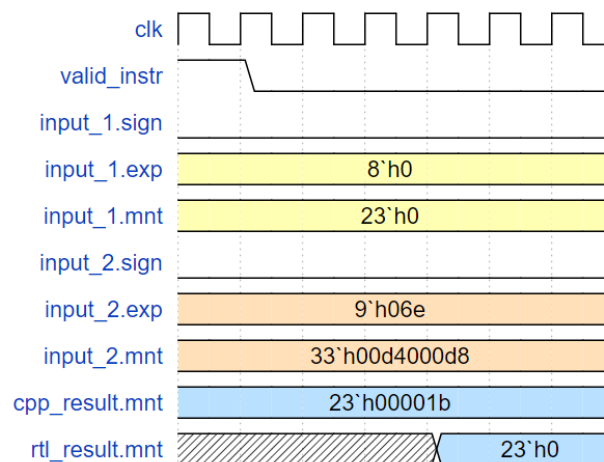 clk
valid_instr
input_1.sign
input_1.exp 8`h0
input_1.mnt 23`h0
input_2.sign
input_2.exp 9`h06e
input_2.mnt 33`h00d4000d8
cpp_result.mnt 23`h00001b
rtl_result.mnt 23`h0